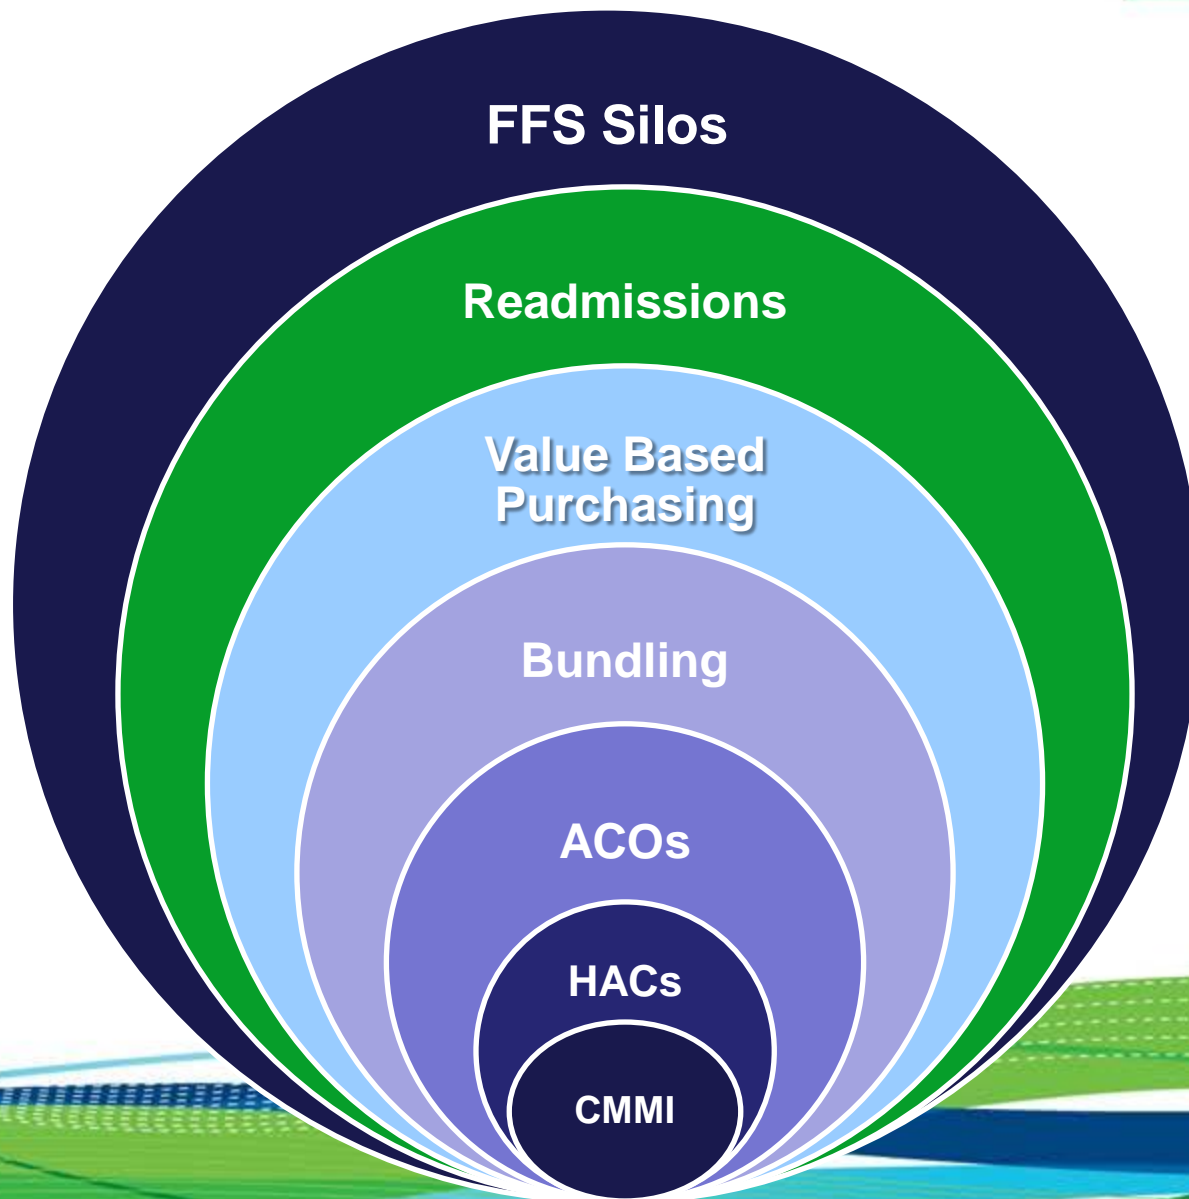 FFS Silos
Readmissions
Value Based
Purchasing
Bundling
ACOs
HACs
CMMI